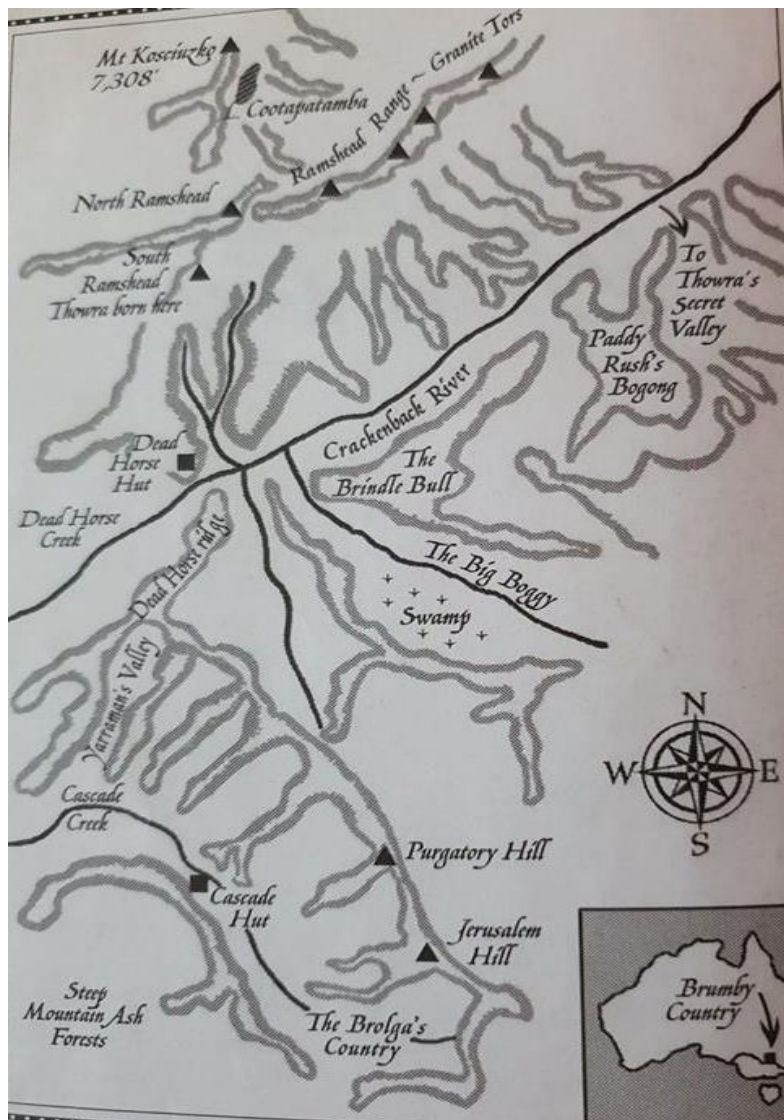 Mt Kosciuzko
7,308'
L. Cootapatamba
Ramshead Range ~ Granite Tors
North Ramshead
South
Ramshead
Thowra born here
To
Thowra's
Secret
Valley
Paddy
Rush's
Bogong
Crackenback River
The
Brindle Bull
Dead
Horse
Hut
Dead Horse
Creek
Dead Horse ridge
The Big Boggy
Swamp
Yarraman's Valley
N
W
E
S
Cascade
Creek
Purgatory Hill
Cascade
Hut
Jerusalem
Hill
Steep
Mountain Ash
Forests
The Brolga's
Country
Brumby
Country